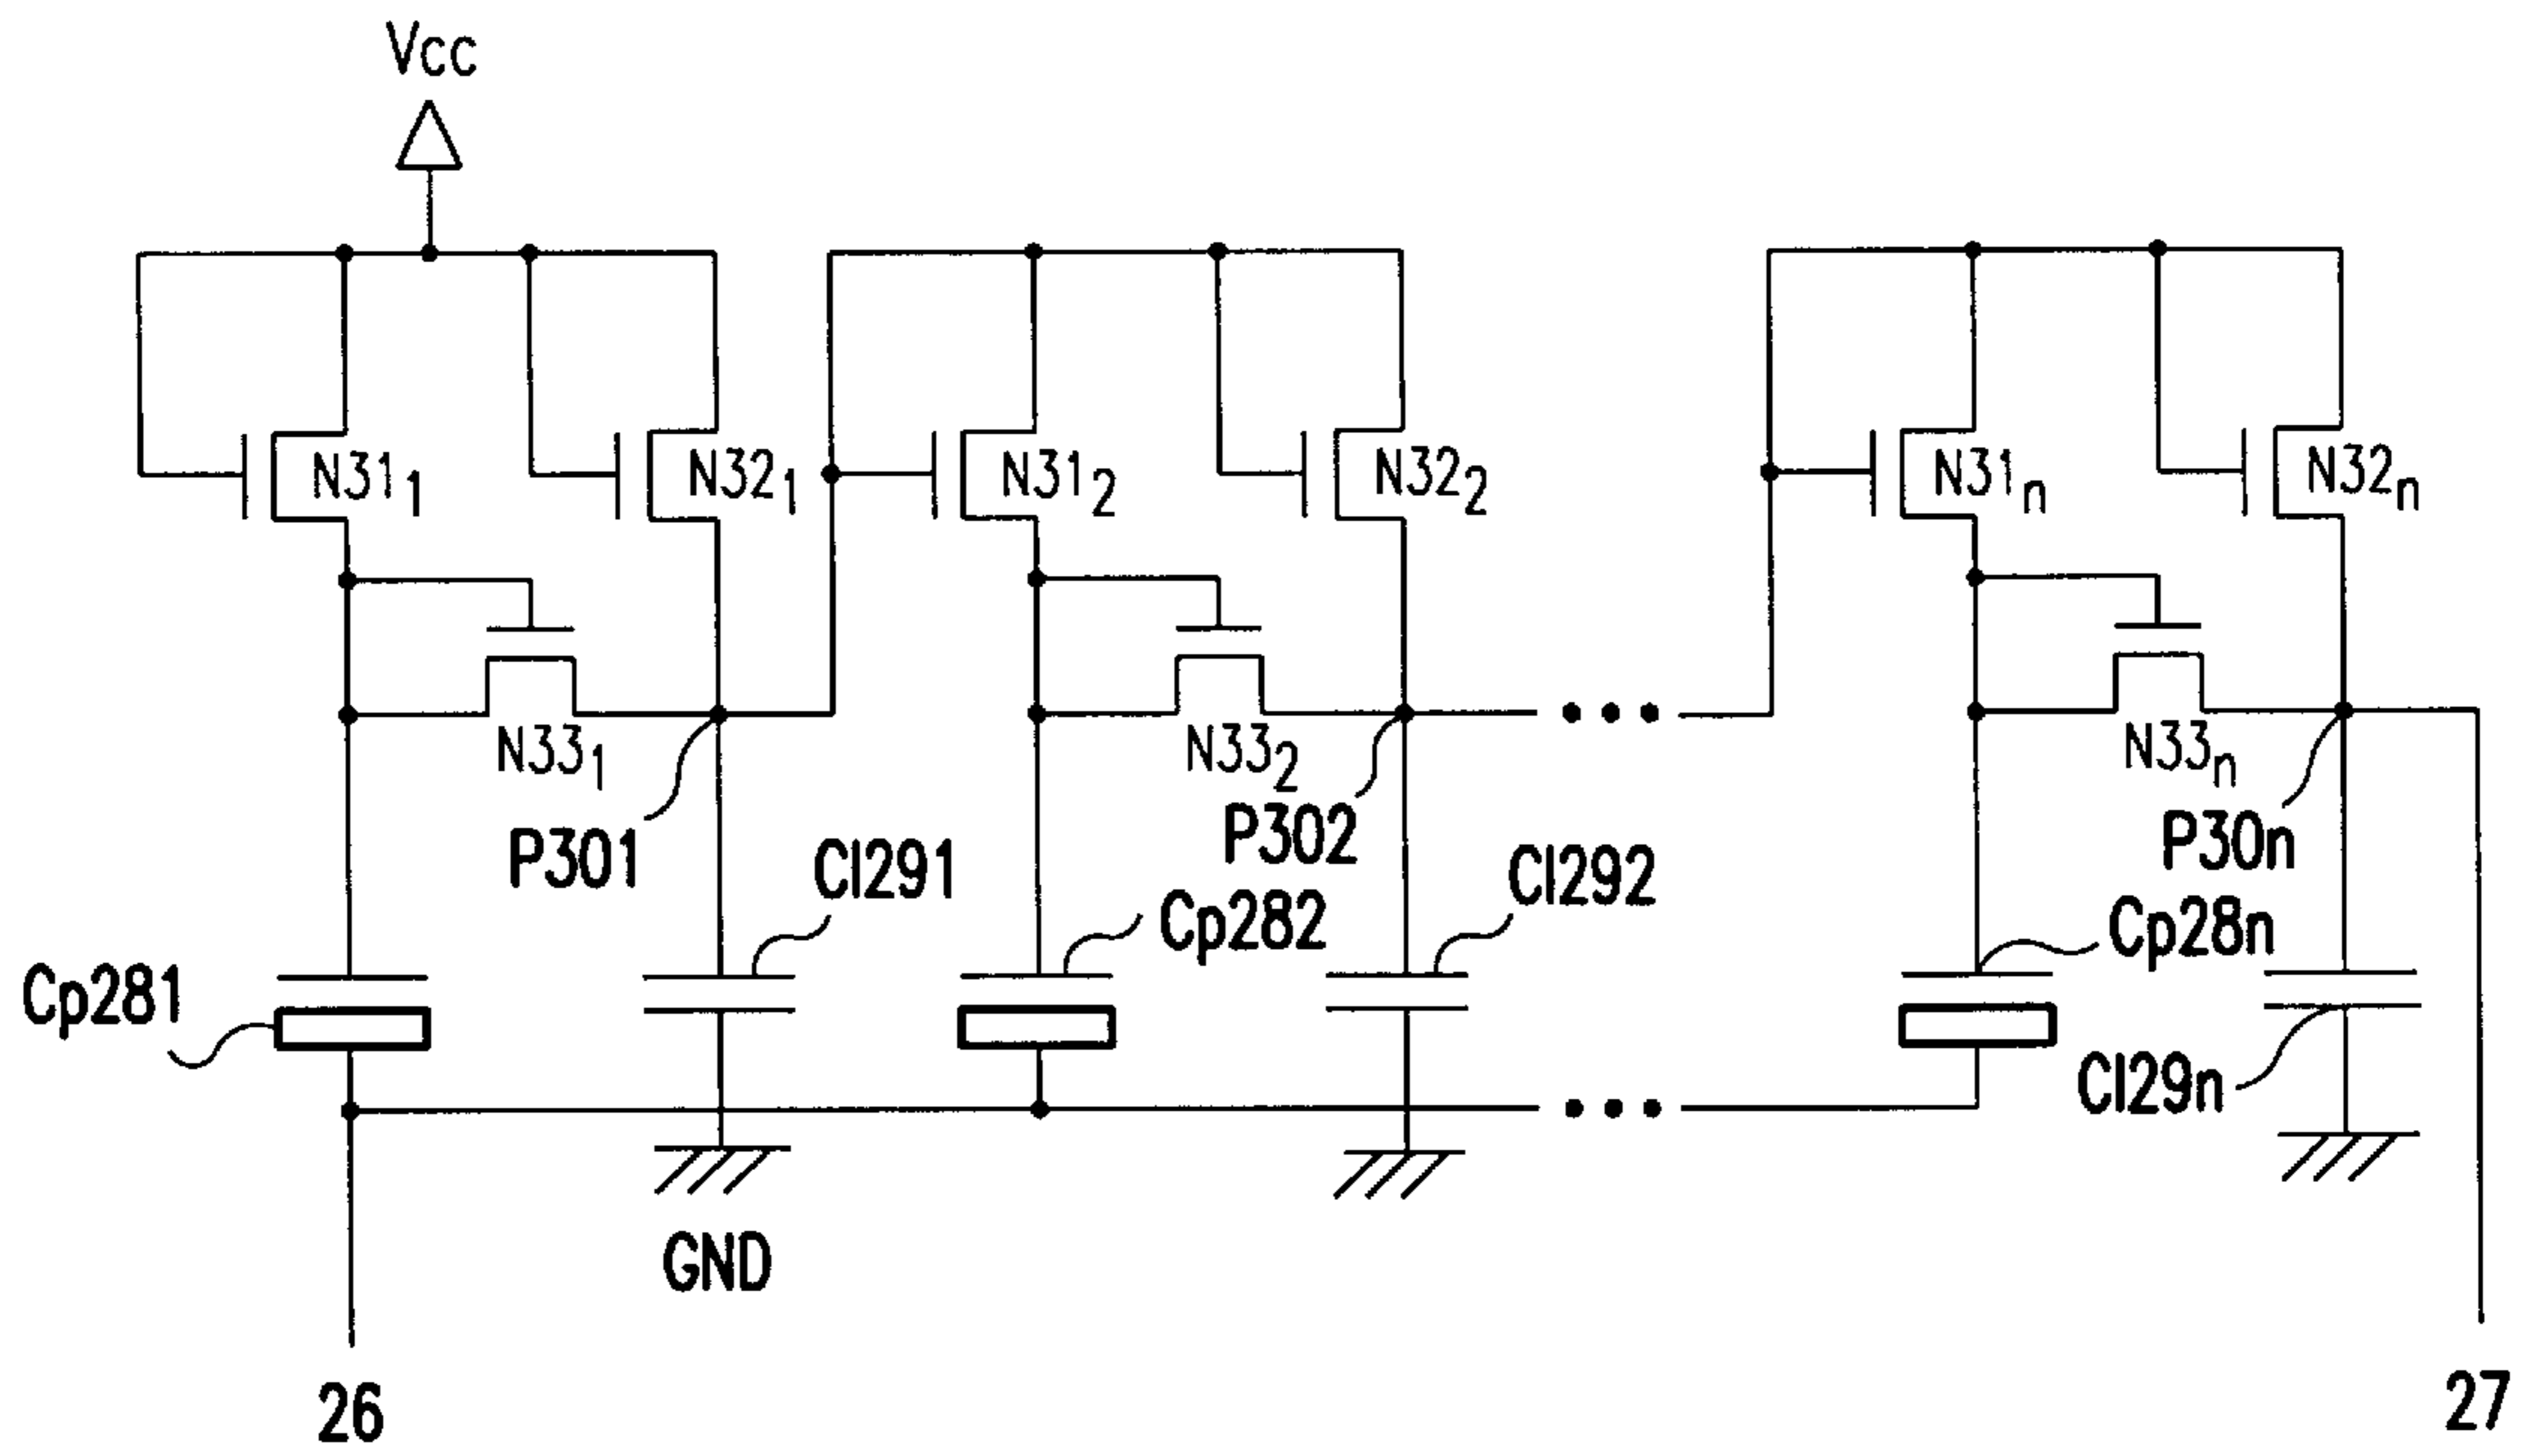 Vcc
N31₁
N32₁
N31₂
N32₂
N31ₙ
N32ₙ
N33₁
N33₂
N33ₙ
P301
P302
P30n
Cl291
Cl292
Cp281
Cp282
Cp28n
Cl29n
GND
26
27